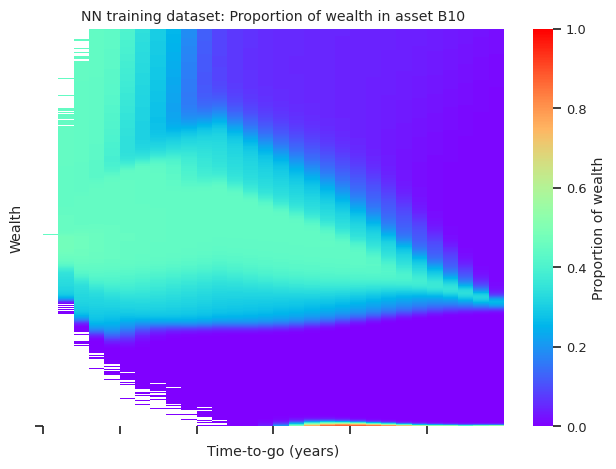 NN training dataset: Proportion of wealth in asset B10
Wealth
Time-to-go (years)
1.0
0.8
0.6
0.4
0.2
0.0
Proportion of wealth